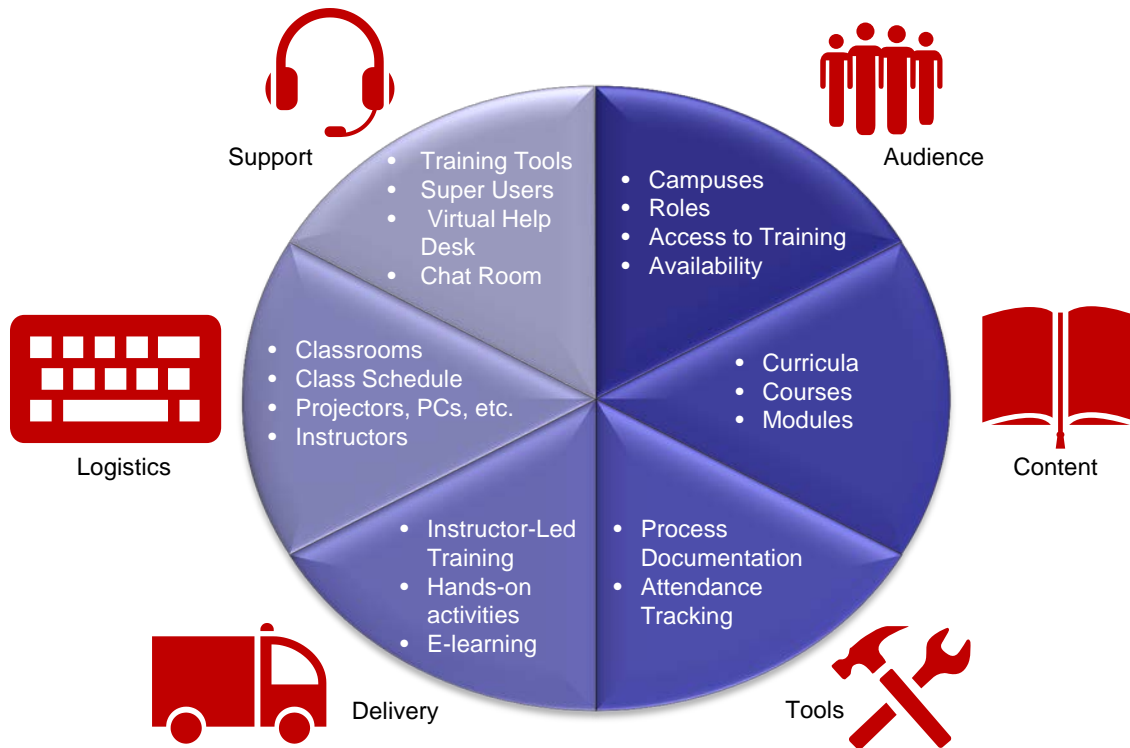 Support
• Training Tools
• Super Users
• Virtual Help
Desk
• Chat Room
Audience
• Campuses
• Roles
• Access to Training
• Availability
Content
• Curricula
• Courses
• Modules
Tools
• Process
Documentation
• Attendance
Tracking
Delivery
• Instructor-Led
Training
• Hands-on
activities
• E-learning
Logistics
• Classrooms
• Class Schedule
• Projectors, PCs, etc.
• Instructors